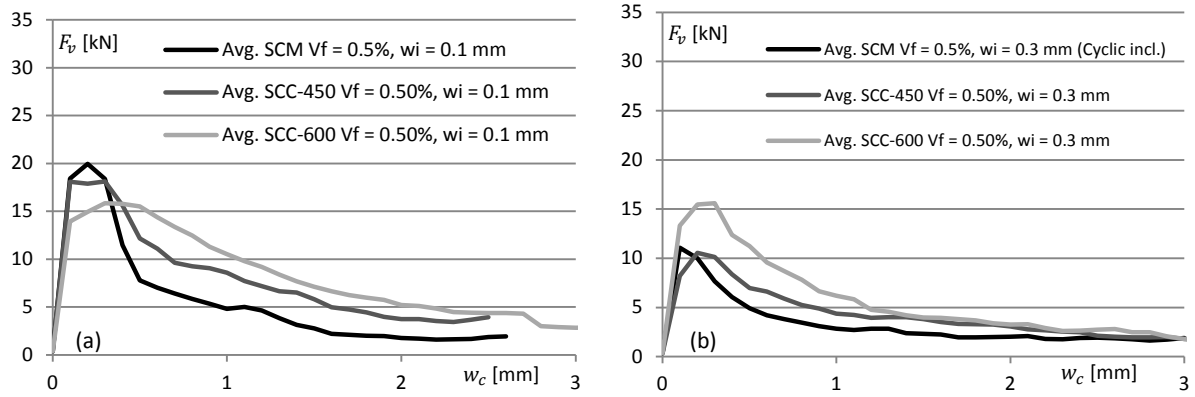 35
30
25
20
15
10
5
0
F_v [kN]
Avg. SCM Vf = 0.5%, wi = 0.1 mm
Avg. SCC-450 Vf = 0.50%, wi = 0.1 mm
Avg. SCC-600 Vf = 0.50%, wi = 0.1 mm
(a)
w_c [mm]
0 1 2 3
35
30
25
20
15
10
5
0
F_v [kN]
Avg. SCM Vf = 0.5%, wi = 0.3 mm (Cyclic incl.)
Avg. SCC-450 Vf = 0.50%, wi = 0.3 mm
Avg. SCC-600 Vf = 0.50%, wi = 0.3 mm
(b)
w_c [mm]
0 1 2 3